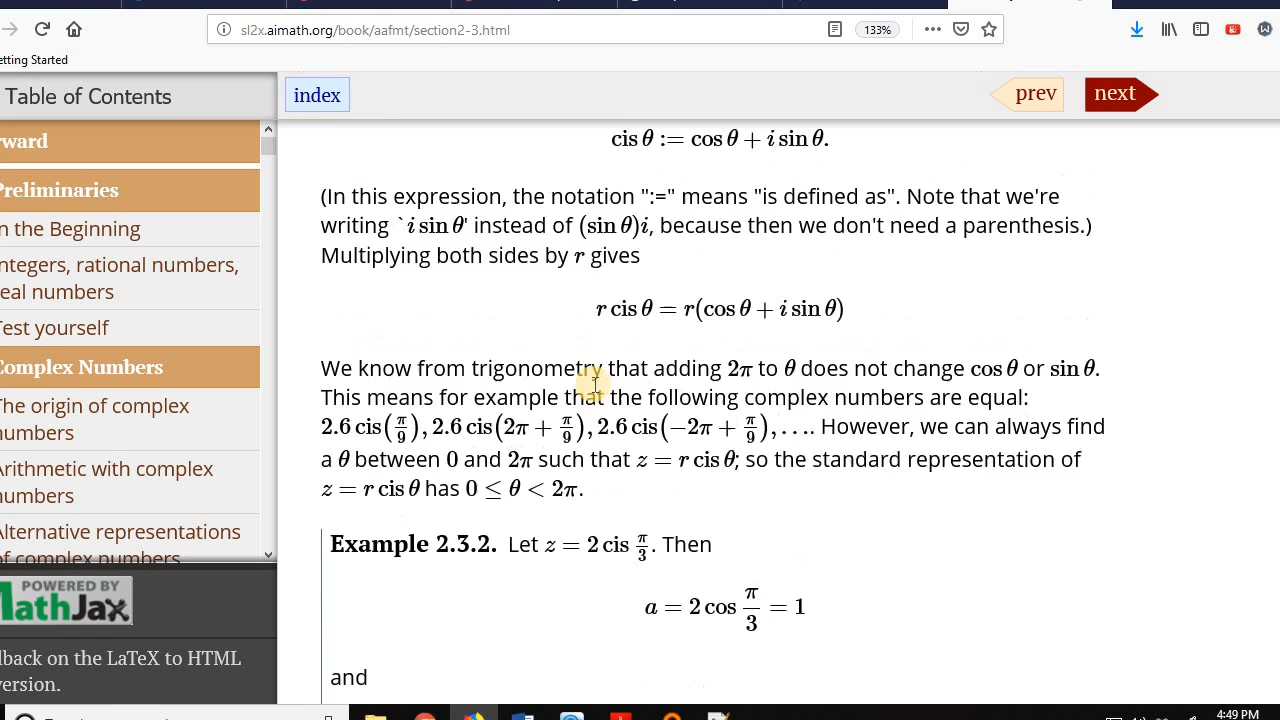 sl2x.aimath.org/book/aafmt/section2-3.html
133%
etting Started
Table of Contents
index
prev
next
rward
Preliminaries
n the Beginning
ntegers, rational numbers,
eal numbers
Test yourself
Complex Numbers
The origin of complex
numbers
Arithmetic with complex
numbers
Alternative representations
of complex numbers
POWERED BY
MathJax
dback on the LaTeX to HTML
version.
cis θ := cos θ + i sin θ.
(In this expression, the notation ":=" means "is defined as". Note that we're
writing `i sin θ' instead of (sin θ)i, because then we don't need a parenthesis.)
Multiplying both sides by r gives
r cis θ = r(cos θ + i sin θ)
We know from trigonometry that adding 2π to θ does not change cos θ or sin θ.
This means for example that the following complex numbers are equal:
2.6 cis(π/9), 2.6 cis(2π + π/9), 2.6 cis(−2π + π/9), .... However, we can always find
a θ between 0 and 2π such that z = r cis θ; so the standard representation of
z = r cis θ has 0 ≤ θ < 2π.
Example 2.3.2. Let z = 2 cis π/3. Then
a = 2 cos π/3 = 1
and
4:49 PM